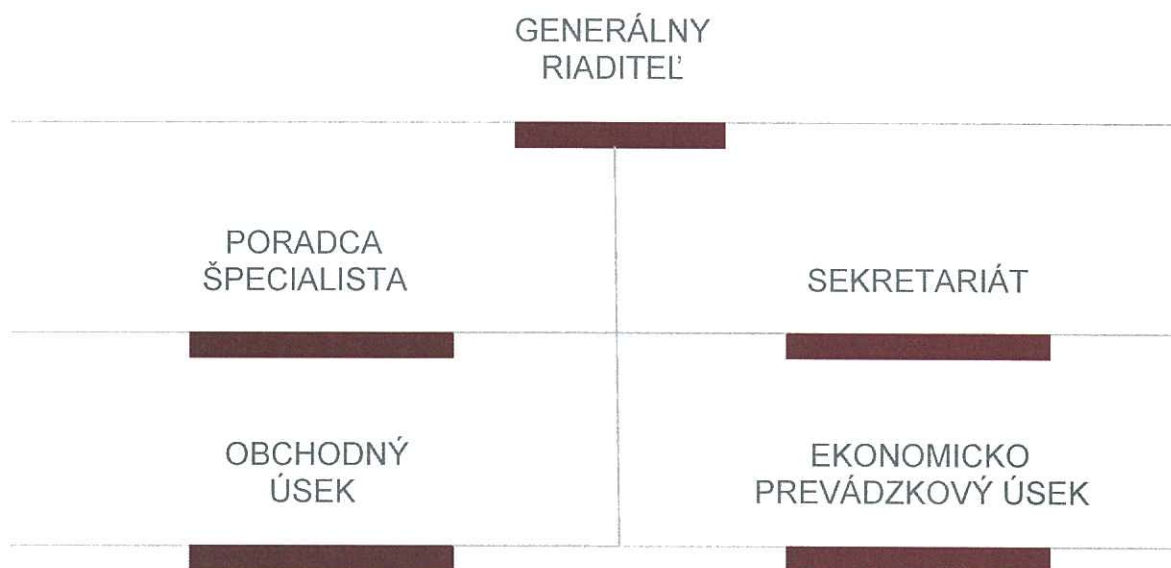 GENERÁLNY
RIADITEĽ
PORADCA
ŠPECIALISTA
SEKRETARIÁT
OBCHODNÝ
ÚSEK
EKONOMICKO
PREVÁDZKOVÝ ÚSEK